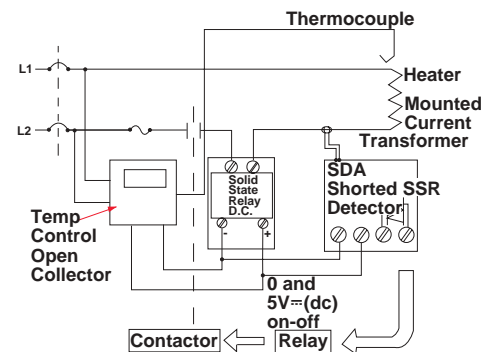 Thermocouple
L1
Heater
Mounted
Current
Transformer
L2
Solid
State
Relay
D.C.
- +
SDA
Shorted SSR
Detector
Temp
Control
Open
Collector
0 and
5V⎓(dc)
on-off
Contactor
Relay